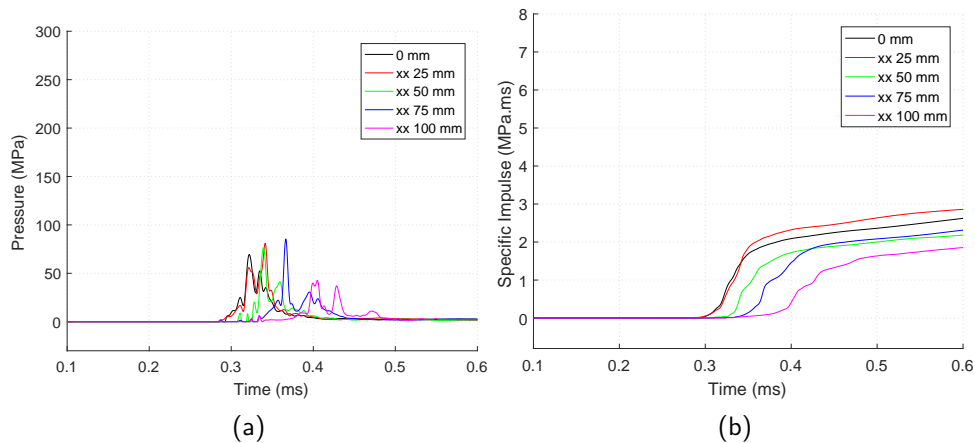 300
250
200
150
100
50
0
Pressure (MPa)
0 mm
xx 25 mm
xx 50 mm
xx 75 mm
xx 100 mm
0.1 0.2 0.3 0.4 0.5 0.6
Time (ms)
(a)
8
7
6
5
4
3
2
1
0
Specific Impulse (MPa.ms)
0 mm
xx 25 mm
xx 50 mm
xx 75 mm
xx 100 mm
0.1 0.2 0.3 0.4 0.5 0.6
Time (ms)
(b)